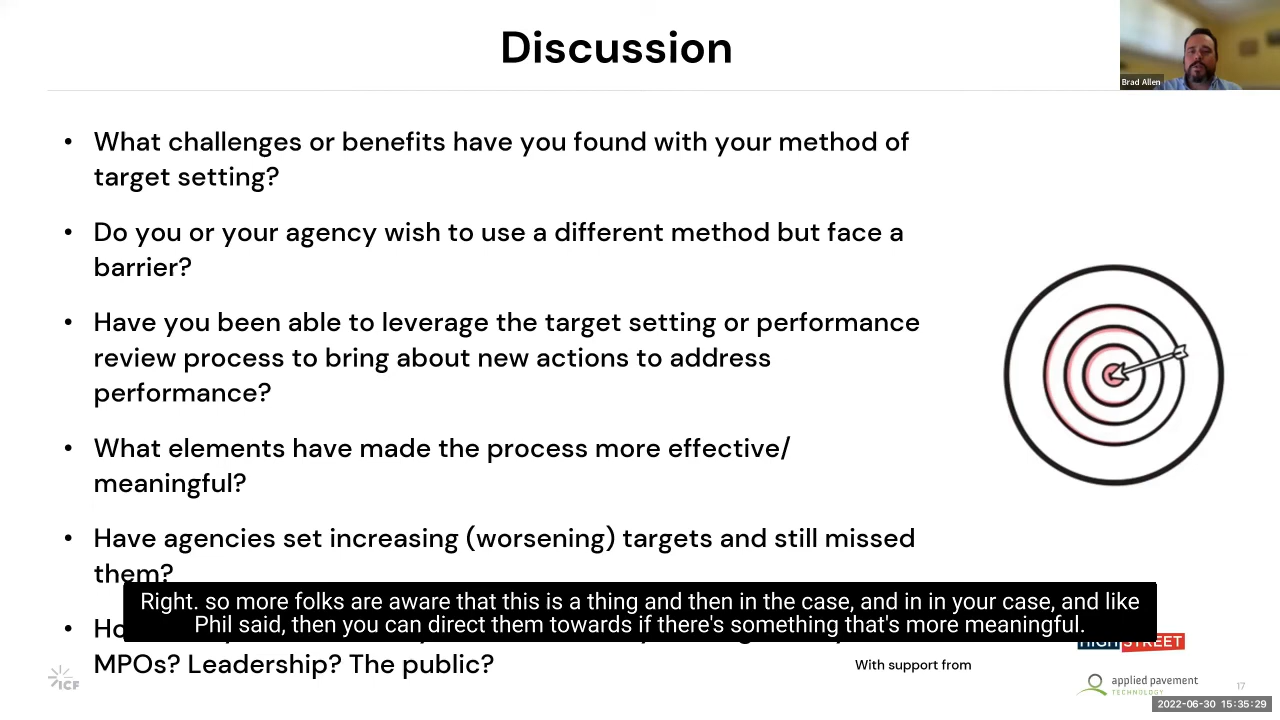 Discussion
Brad Allen
• What challenges or benefits have you found with your method of
target setting?
• Do you or your agency wish to use a different method but face a
barrier?
• Have you been able to leverage the target setting or performance
review process to bring about new actions to address
performance?
• What elements have made the process more effective/
meaningful?
• Have agencies set increasing (worsening) targets and still missed
them?
Right. so more folks are aware that this is a thing and then in the case, and in in your case, and like
Phil said, then you can direct them towards if there's something that's more meaningful.
•
MPOs? Leadership? The public?
HIGH STREET
With support from
ICF
applied pavement
TECHNOLOGY
17
2022-06-30 15:35:29